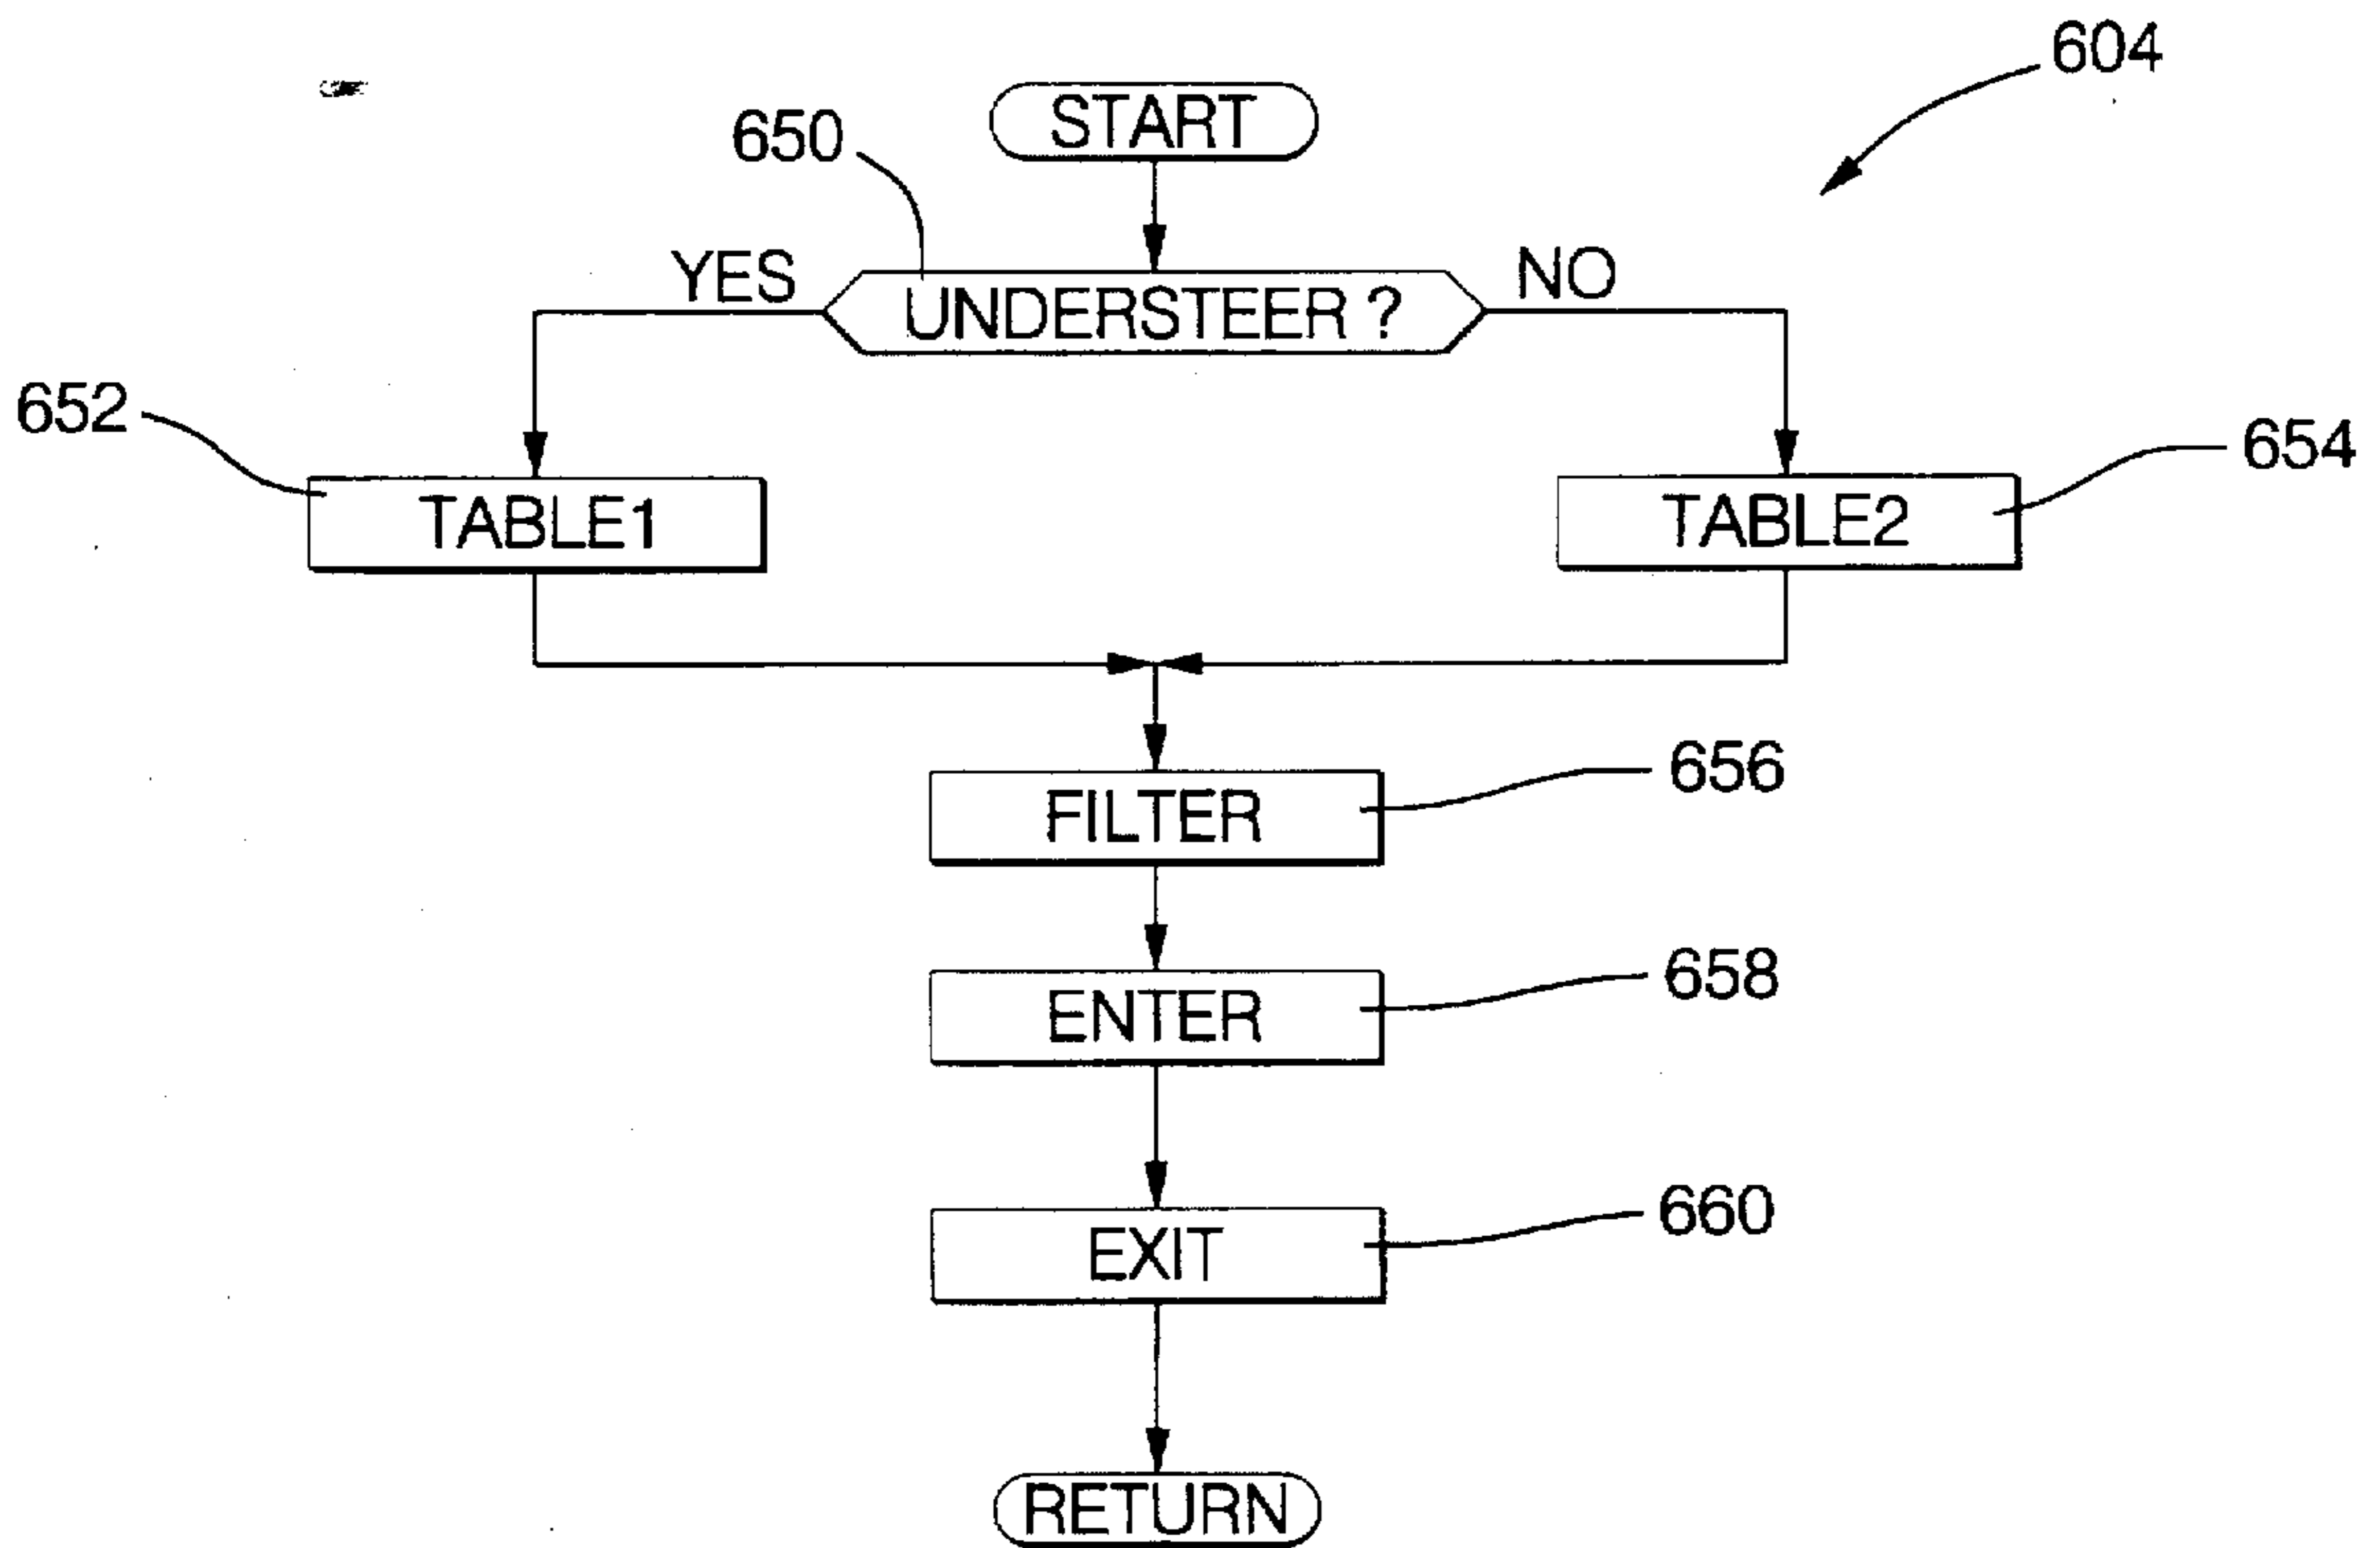 604
START
650
YES
NO
UNDERSTEER ?
652
654
TABLE1
TABLE2
656
FILTER
658
ENTER
660
EXIT
RETURN